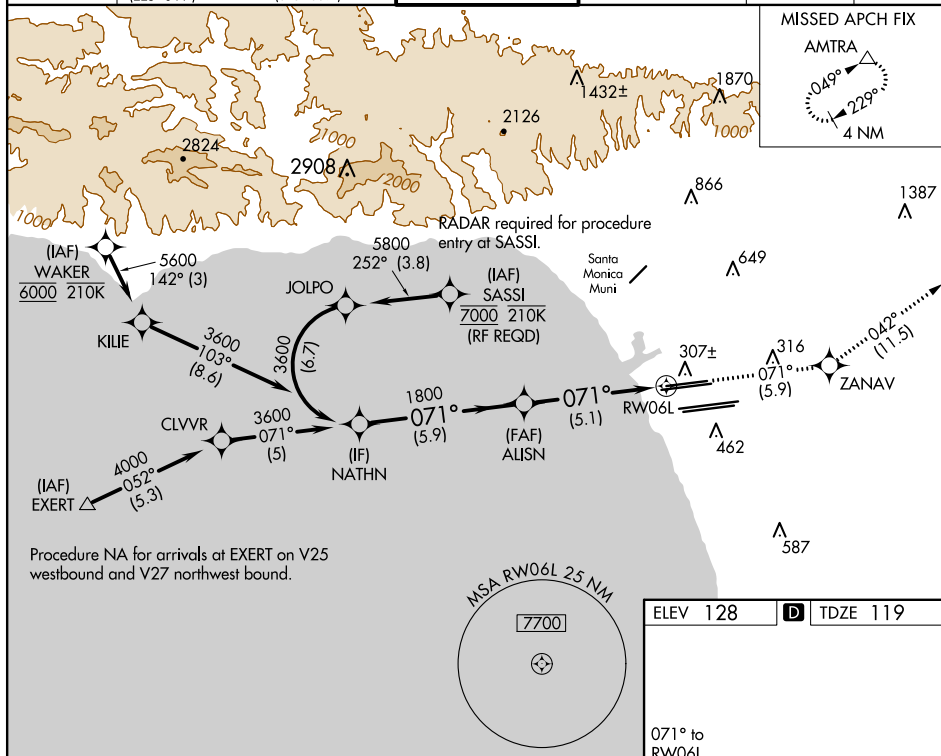 MISSED APCH FIX
AMTRA
049°
229°
4 NM
1432±
1870
1000
2126
1000
2824
2908
2000
1000
866
1387
RADAR required for procedure
entry at SASSI.
5800
252° (3.8)
Santa
Monica
Muni
649
(IAF)
WAKER
6000 210K
5600
142° (3)
JOLPO
(IAF)
SASSI
7000 210K
(RF REQD)
KILIE
3600
103°
(8.6)
3600
(6.7)
042°
(11.5)
307±
316
071°
(5.9)
ZANAV
RW06L
CLVVR
3600
071°
(5)
1800
071°
(5.9)
071°
(5.1)
(IF)
NATHN
(FAF)
ALISN
462
4000
052°
(5.3)
(IAF)
EXERT
587
Procedure NA for arrivals at EXERT on V25
westbound and V27 northwest bound.
MSA RW06L 25 NM
7700
ELEV 128 D TDZE 119
071° to
RW06L